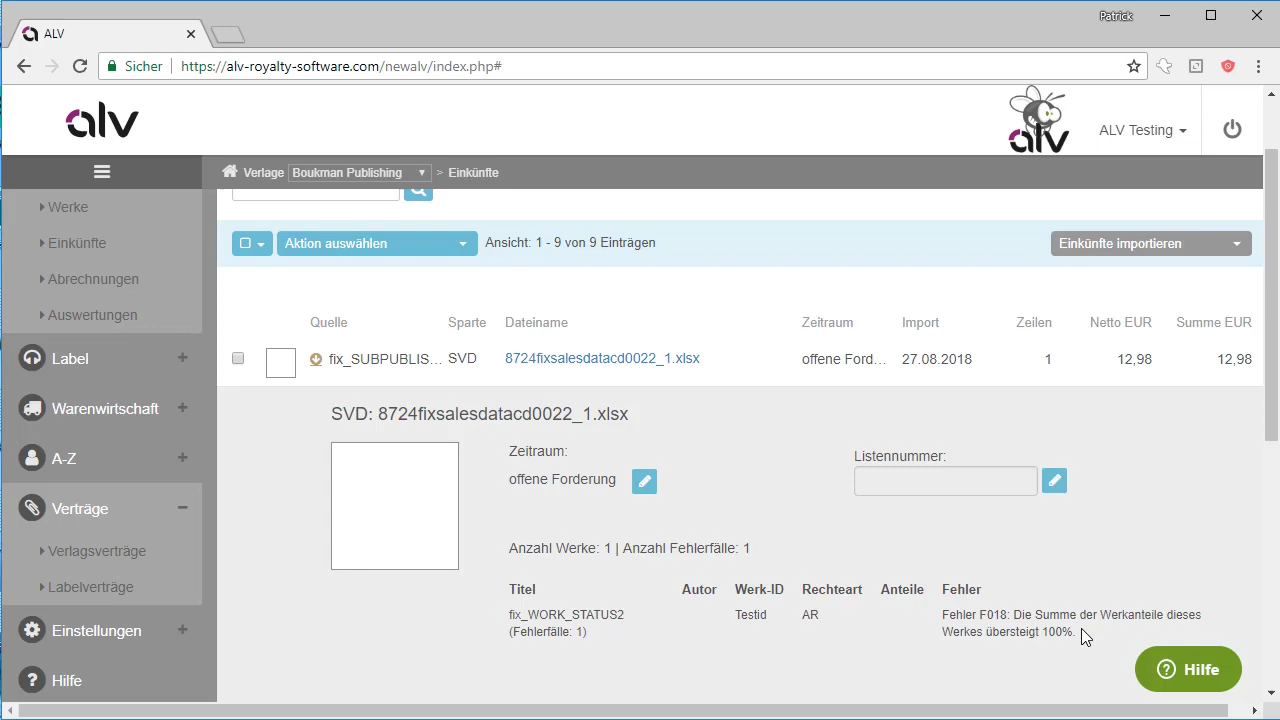 Patrick
ALV
Sicher https://alv-royalty-software.com/newalv/index.php#
alv
alv
ALV Testing
Verlage Boukman Publishing > Einkünfte
Werke
Einkünfte
Abrechnungen
Auswertungen
Label +
Warenwirtschaft +
A-Z +
Verträge −
Verlagsverträge
Labelverträge
Einstellungen +
? Hilfe
Aktion auswählen Ansicht: 1 - 9 von 9 Einträgen Einkünfte importieren
Quelle Sparte Dateiname Zeitraum Import Zeilen Netto EUR Summe EUR
fix_SUBPUBLIS... SVD 8724fixsalesdatacd0022_1.xlsx offene Ford... 27.08.2018 1 12,98 12,98
SVD: 8724fixsalesdatacd0022_1.xlsx
Zeitraum:
offene Forderung
Listennummer:
Anzahl Werke: 1 | Anzahl Fehlerfälle: 1
Titel Autor Werk-ID Rechteart Anteile Fehler
fix_WORK_STATUS2 Testid AR Fehler F018: Die Summe der Werkanteile dieses
(Fehlerfälle: 1) Werkes übersteigt 100%.
? Hilfe